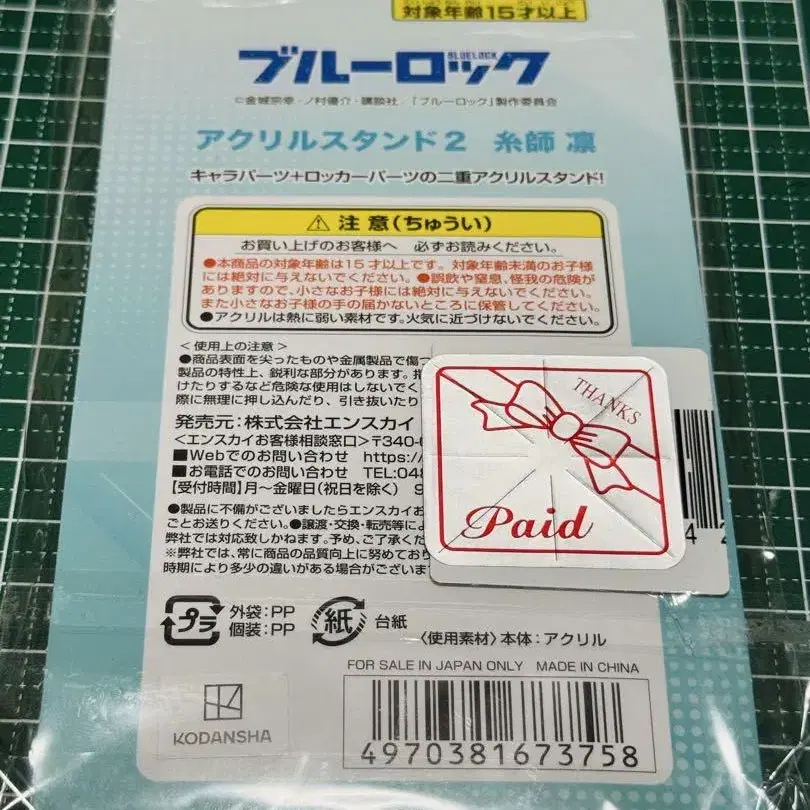 対象年齢15才以上
BLUELOCK
ブルーロック
©金城宗幸・ノ村優介・講談社/「ブルーロック」製作委員会
アクリルスタンド2 糸師 凛
キャラパーツ+ロッカーパーツの二重アクリルスタンド!
⚠ 注意(ちゅうい)
お買い上げのお客様へ 必ずお読みください。
●本商品の対象年齢は15才以上です。対象年齢未満のお子様
には絶対に与えないでください。●誤飲や窒息、怪我の危険が
ありますので、小さなお子様には絶対に与えないでください。
また小さなお子様の手の届かないところに保管してください。
●アクリルは熱に弱い素材です。火気に近づけないでください。
<使用上の注意>
●商品表面を尖ったものや金属製品で傷つ
製品の特性上、鋭利な部分があります。
けたりするなど危険な使用はしないでく
際に無理に押し込んだり、引き抜いたり
発売元:株式会社エンスカイ
<エンスカイお客様相談窓口>〒340-
■Webでのお問い合わせ https://
■お電話でのお問い合わせ TEL:048
【受付時間】月~金曜日(祝日を除く) 9
●製品に不備がございましたらエンスカイお
ごとお送りください。●譲渡・交換・転売等によ
弊社では対応致しかねます。予め、ご了承くだ
※弊社では、常に商品の品質向上に努めており
時期により多少の違いがある場合がございま
THANKS
Paid
4 2
プラ
外袋:PP
個装:PP
紙
台紙
〈使用素材〉本体:アクリル
FOR SALE IN JAPAN ONLY MADE IN CHINA
KODANSHA
4970381673758